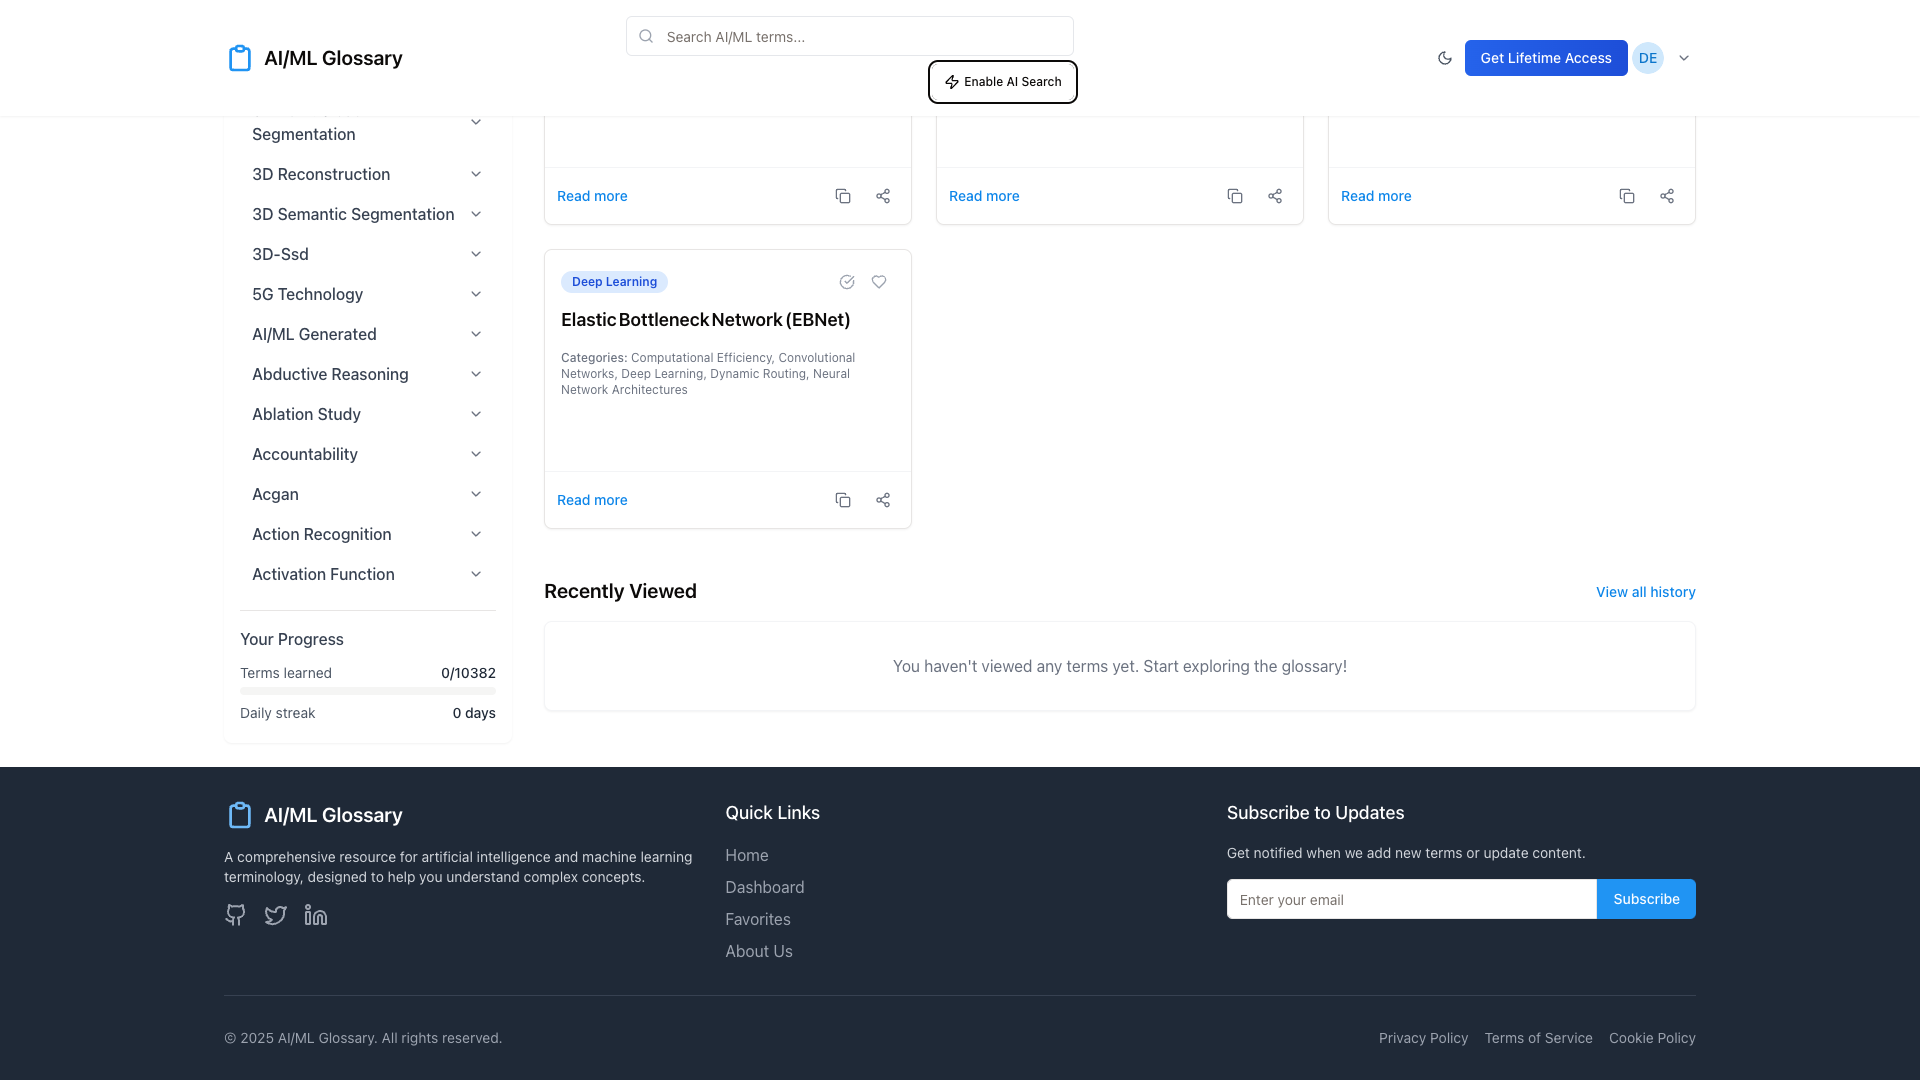 AI/ML Glossary
Search AI/ML terms...
Enable AI Search
Get Lifetime Access
DE
Segmentation
3D Reconstruction
3D Semantic Segmentation
3D-Ssd
5G Technology
AI/ML Generated
Abductive Reasoning
Ablation Study
Accountability
Acgan
Action Recognition
Activation Function
Your Progress
Terms learned 0/10382
Daily streak 0 days
Read more
Read more
Read more
Deep Learning
Elastic Bottleneck Network (EBNet)
Categories: Computational Efficiency, Convolutional
Networks, Deep Learning, Dynamic Routing, Neural
Network Architectures
Read more
Recently Viewed
View all history
You haven't viewed any terms yet. Start exploring the glossary!
AI/ML Glossary
A comprehensive resource for artificial intelligence and machine learning
terminology, designed to help you understand complex concepts.
Quick Links
Home
Dashboard
Favorites
About Us
Subscribe to Updates
Get notified when we add new terms or update content.
Enter your email
Subscribe
© 2025 AI/ML Glossary. All rights reserved.
Privacy Policy
Terms of Service
Cookie Policy